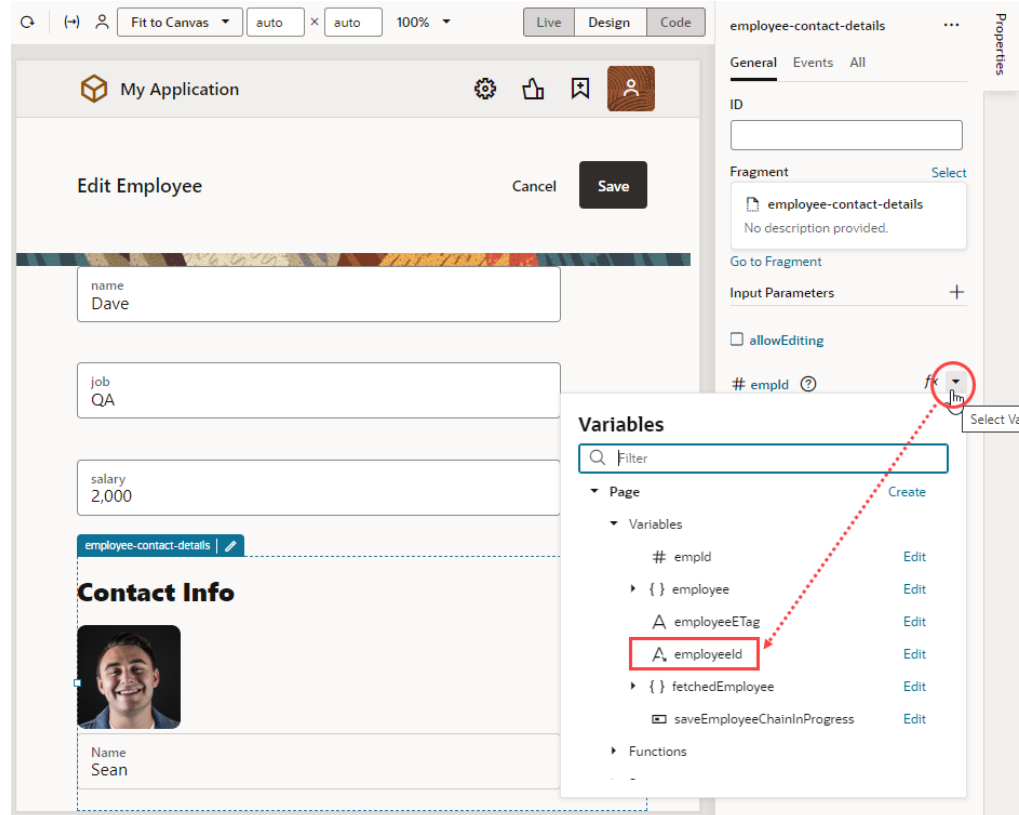 Fit to Canvas
auto × auto
100%
Live Design Code
My Application
Edit Employee
Cancel
Save
name
Dave
job
QA
salary
2,000
employee-contact-details
Contact Info
Name
Sean
employee-contact-details
Properties
General Events All
ID
Fragment Select
employee-contact-details
No description provided.
Go to Fragment
Input Parameters
allowEditing
# empId
fx
Select Va
Variables
Filter
Page Create
Variables
# empId Edit
{ } employee Edit
employeeETag Edit
employeeId Edit
{ } fetchedEmployee Edit
saveEmployeeChainInProgress Edit
Functions